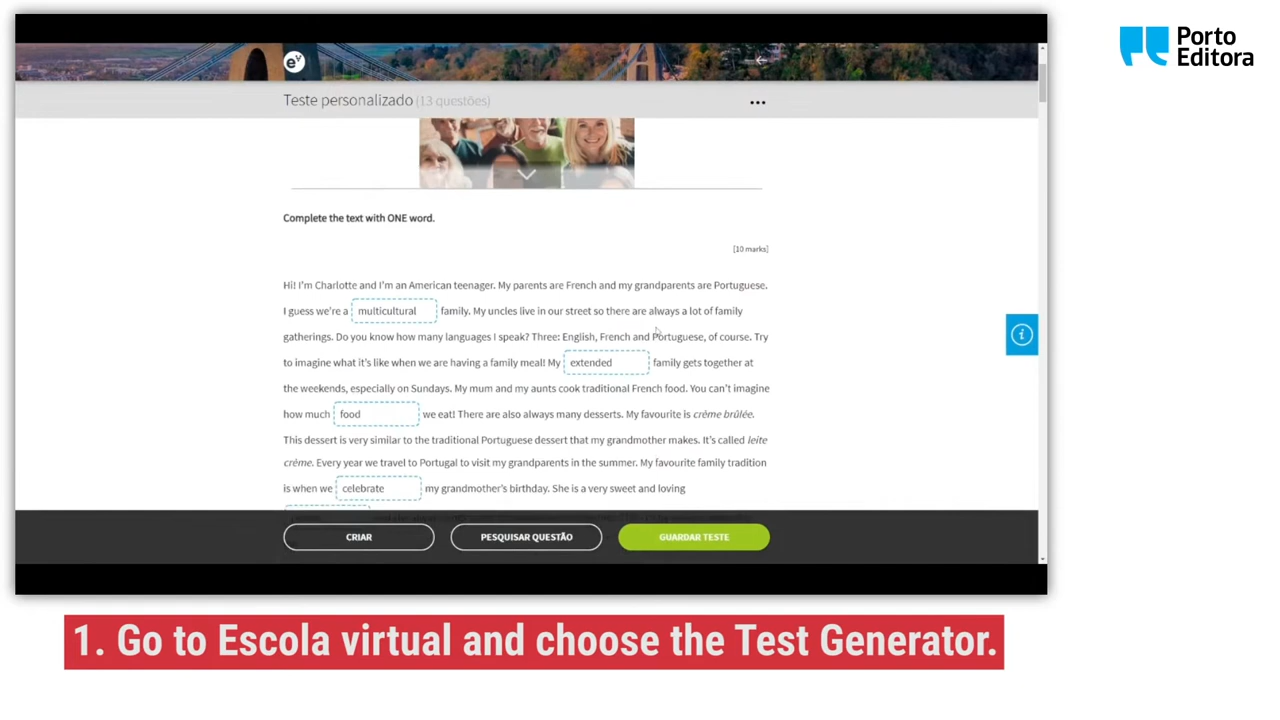 Porto
Editora
ev
Teste personalizado (13 questões)
...
Complete the text with ONE word.
[10 marks]
Hi! I'm Charlotte and I'm an American teenager. My parents are French and my grandparents are Portuguese.
I guess we're a multicultural family. My uncles live in our street so there are always a lot of family
gatherings. Do you know how many languages I speak? Three: English, French and Portuguese, of course. Try
to imagine what it's like when we are having a family meal! My extended family gets together at
the weekends, especially on Sundays. My mum and my aunts cook traditional French food. You can't imagine
how much food we eat! There are also always many desserts. My favourite is crème brûlée.
This dessert is very similar to the traditional Portuguese dessert that my grandmother makes. It's called leite
crème. Every year we travel to Portugal to visit my grandparents in the summer. My favourite family tradition
is when we celebrate my grandmother's birthday. She is a very sweet and loving
CRIAR
PESQUISAR QUESTÃO
GUARDAR TESTE
1. Go to Escola virtual and choose the Test Generator.